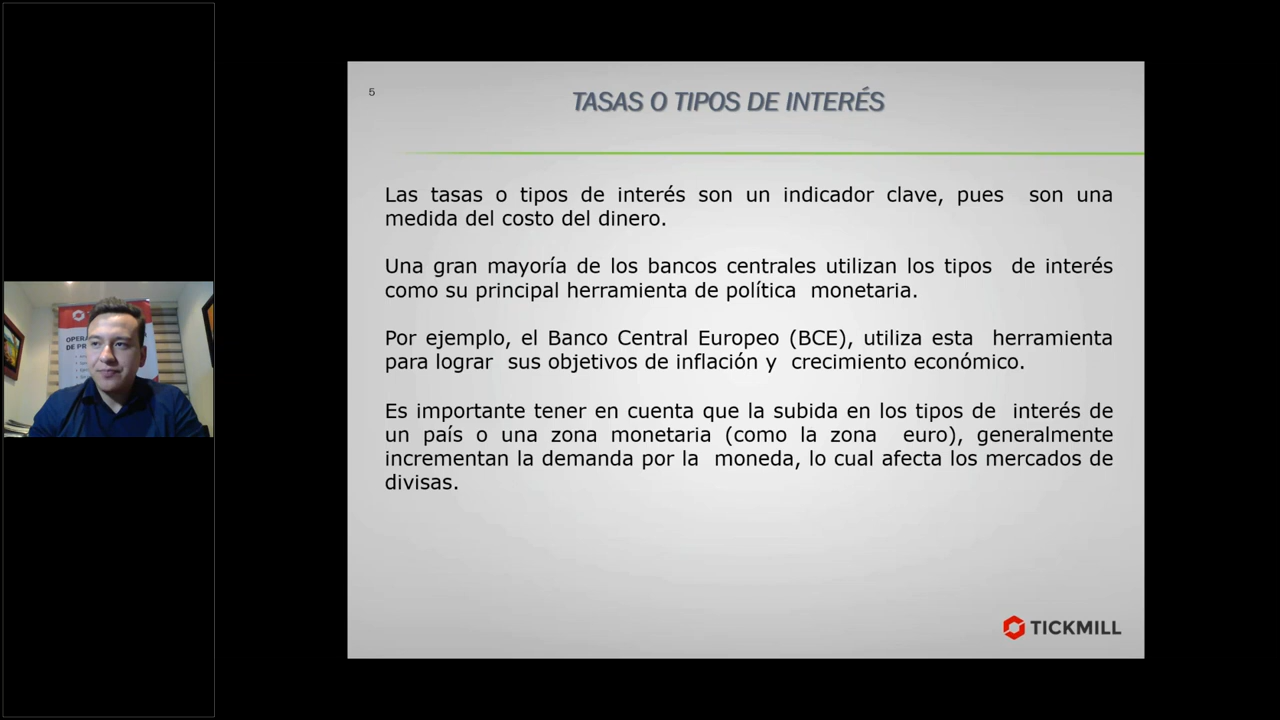 5
TASAS O TIPOS DE INTERÉS
Las tasas o tipos de interés son un indicador clave, pues son una
medida del costo del dinero.
Una gran mayoría de los bancos centrales utilizan los tipos de interés
como su principal herramienta de política monetaria.
Por ejemplo, el Banco Central Europeo (BCE), utiliza esta herramienta
para lograr sus objetivos de inflación y crecimiento económico.
Es importante tener en cuenta que la subida en los tipos de interés de
un país o una zona monetaria (como la zona euro), generalmente
incrementan la demanda por la moneda, lo cual afecta los mercados de
divisas.
TICKMILL